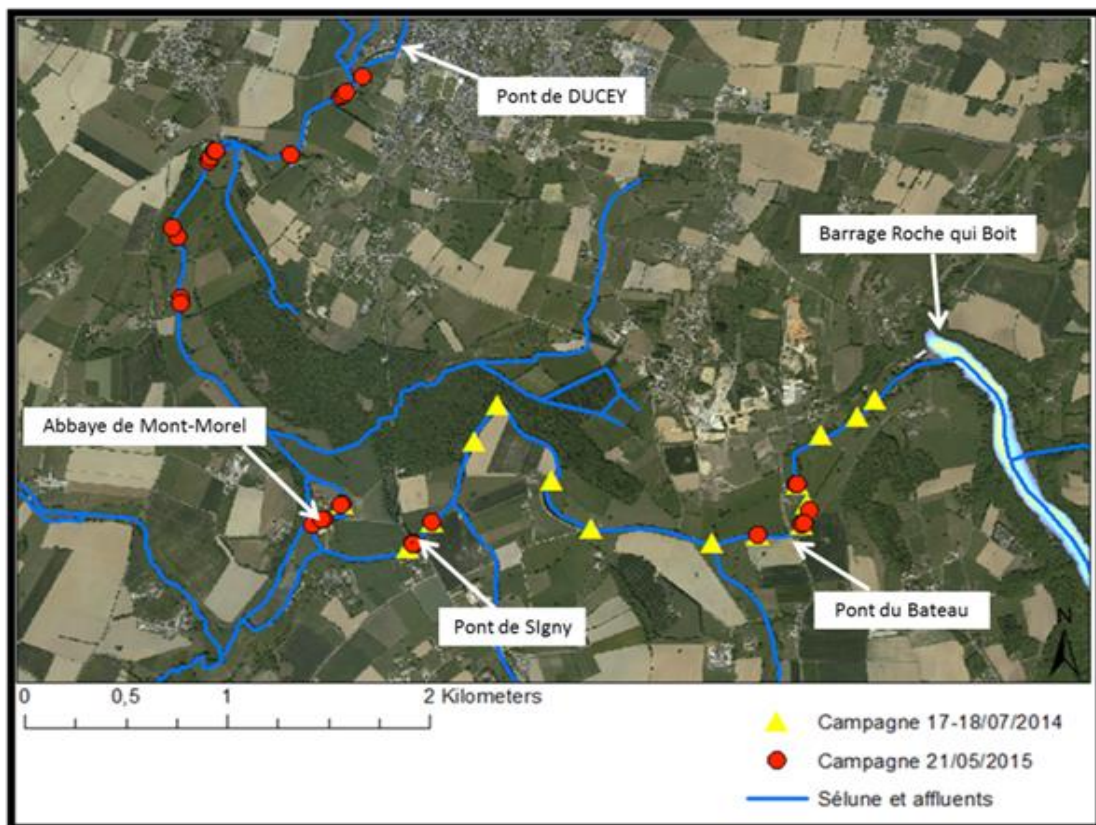 Pont de DUCEY
Barrage Roche qui Boit
Abbaye de Mont-Morel
Pont de SIgny
Pont du Bateau
N
0 0,5 1 2 Kilometers
Campagne 17-18/07/2014
Campagne 21/05/2015
Sélune et affluents